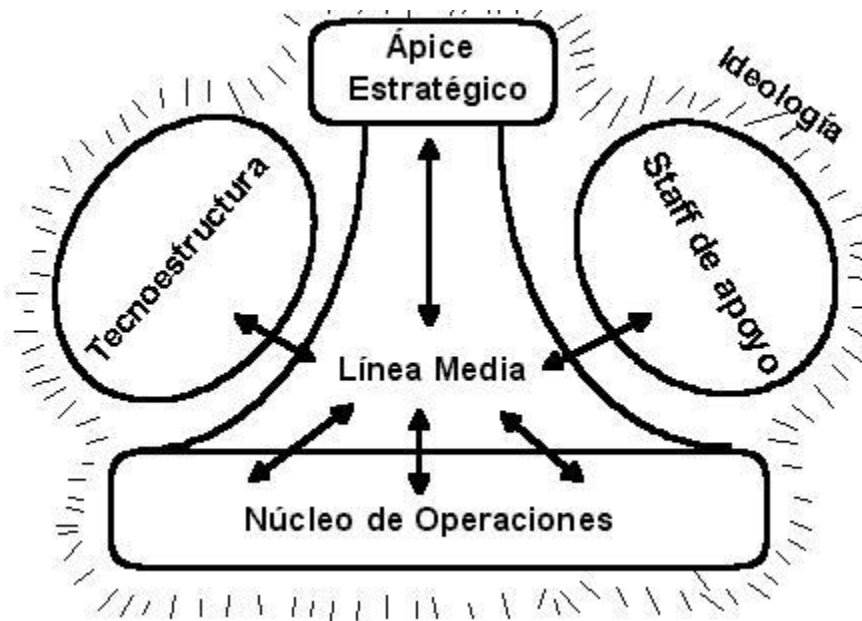 Ápice
Estratégico
Ideología
Tecnoestructura
Staff de apoyo
Línea Media
Núcleo de Operaciones